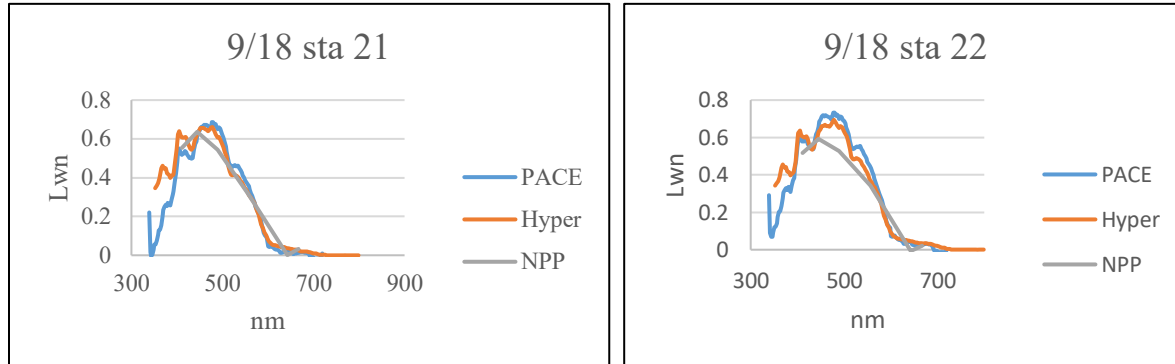 9/18 sta 21
0.8
0.6
0.4
0.2
0
Lwn
300 500 700 900
nm
PACE
Hyper
NPP
9/18 sta 22
0.8
0.6
0.4
0.2
0
Lwn
300 500 700
nm
PACE
Hyper
NPP